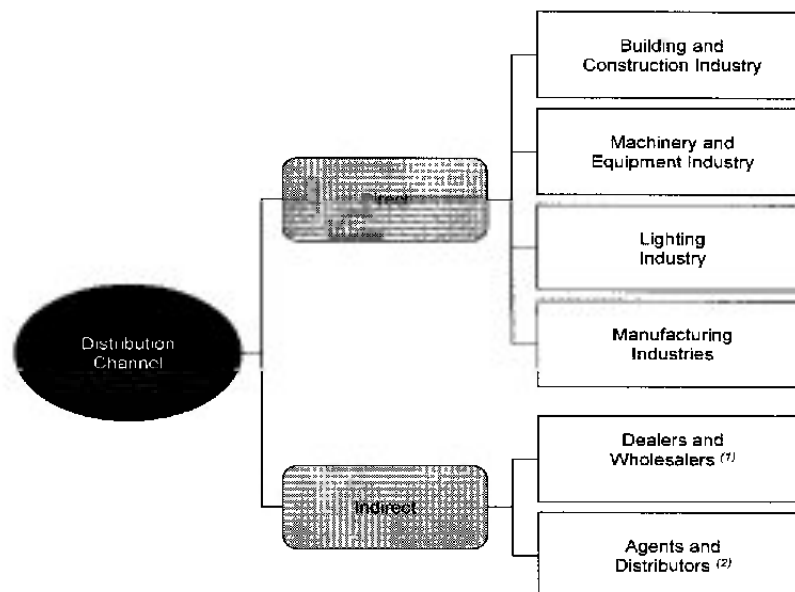 Building and
Construction Industry
Machinery and
Equipment Industry
Direct
Lighting
Industry
Distribution
Channel
Manufacturing
Industries
Dealers and
Wholesalers (1)
Indirect
Agents and
Distributors (2)